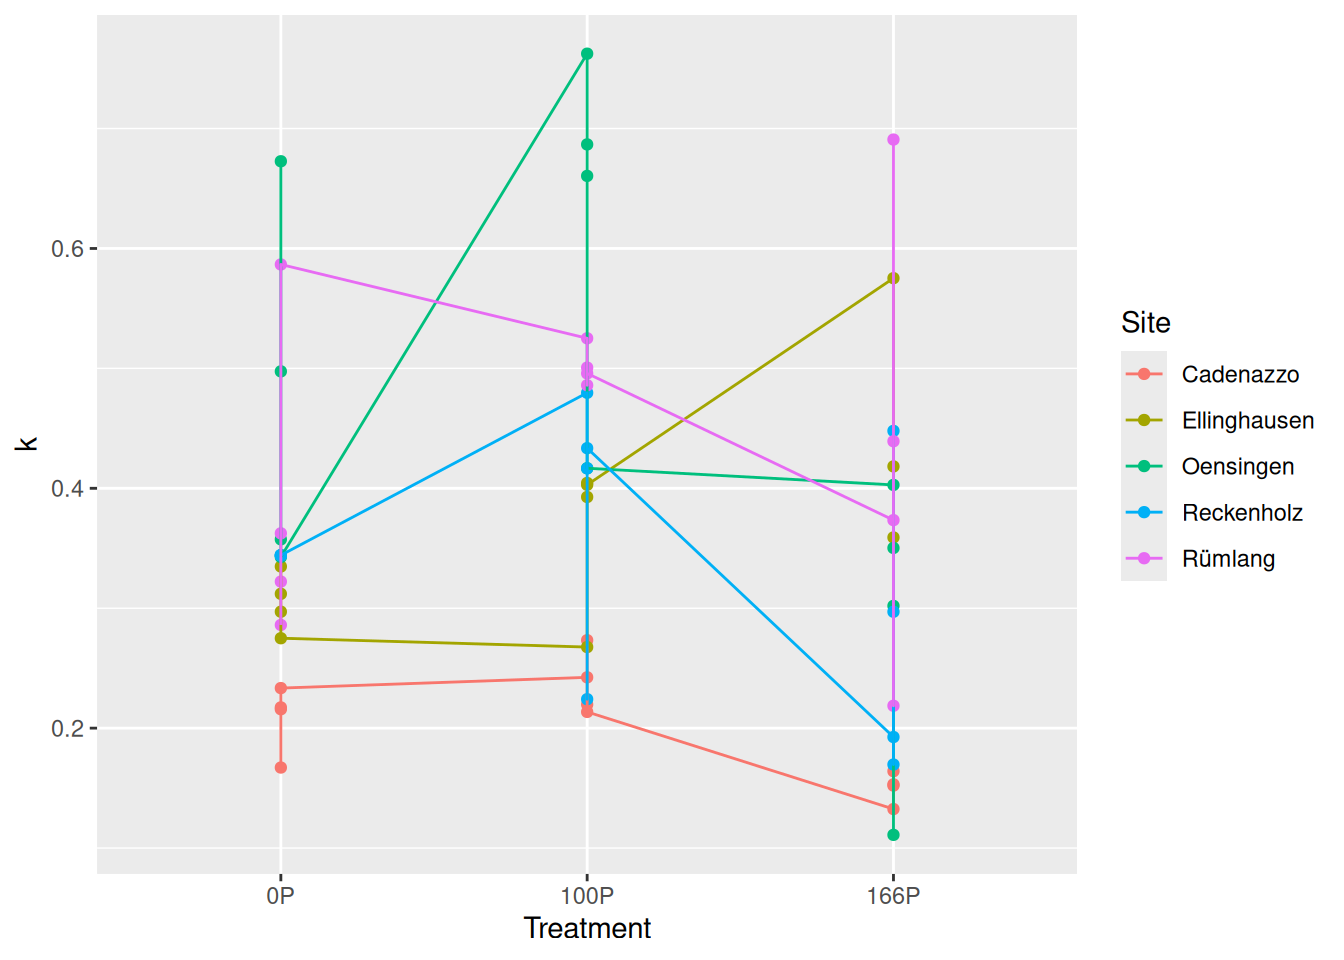 k
0.6
0.4
0.2
0P 100P 166P
Treatment
Site
Cadenazzo
Ellinghausen
Oensingen
Reckenholz
Rümlang